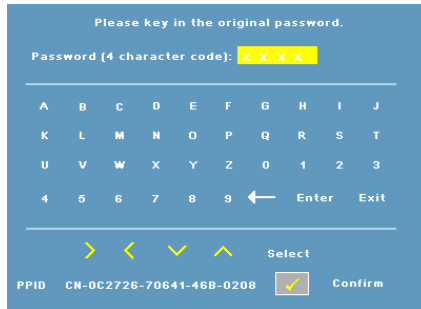 Please key in the original password.
Password (4 character code): X X X X
A B C D E F G H I J
K L M N O P Q R S T
U V W X Y Z 0 1 2 3
4 5 6 7 8 9 ← Enter Exit
Select
PPID CN-0C2726-70641-46B-0208 Confirm